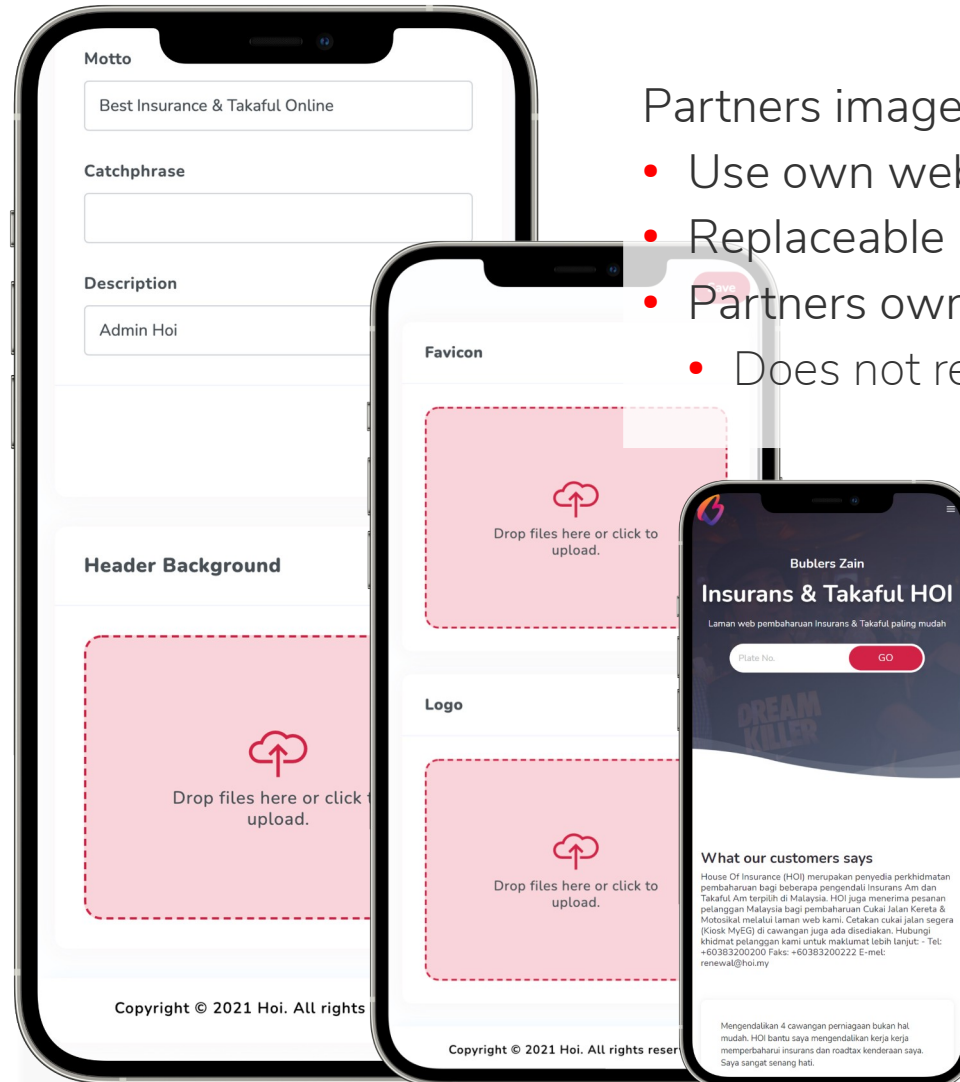 Motto
Best Insurance & Takaful Online
Catchphrase
Description
Admin Hoi
Header Background
Drop files here or click
upload.
Copyright © 2021 Hoi. All rights
Save
Favicon
Drop files here or click to
upload.
Logo
Drop files here or click to
upload.
Copyright © 2021 Hoi. All rights
Partners image
Use own
Replaceable
Partners own
Does not
Bublers Zain
Insurans & Takaful HOI
Laman web pembaharuan Insurans & Takaful paling mudah
Plate No.
GO
DREAM
KILLER
What our customers says
House Of Insurance (HOI) merupakan penyedia perkhidmatan
pembaharuan bagi beberapa pengendali Insurans Am dan
Takaful Am terpilih di Malaysia. HOI juga menerima pesanan
pelanggan Malaysia bagi pembaharuan Cukai Jalan Kereta &
Motosikal melalui laman web kami. Cetakan cukai jalan segera
(Kiosk MyEG) di cawangan juga ada disediakan. Hubungi
khidmat pelanggan kami untuk maklumat lebih lanjut: - Tel:
+60383200200 Faks: +60383200222 E-mel:
renewal@hoi.my
Mengendalikan 4 cawangan perniagaan bukan hal
mudah. HOI bantu saya mengendalikan kerja kerja
memperbaharui insurans dan roadtax kenderaan saya.
Saya sangat senang hati.